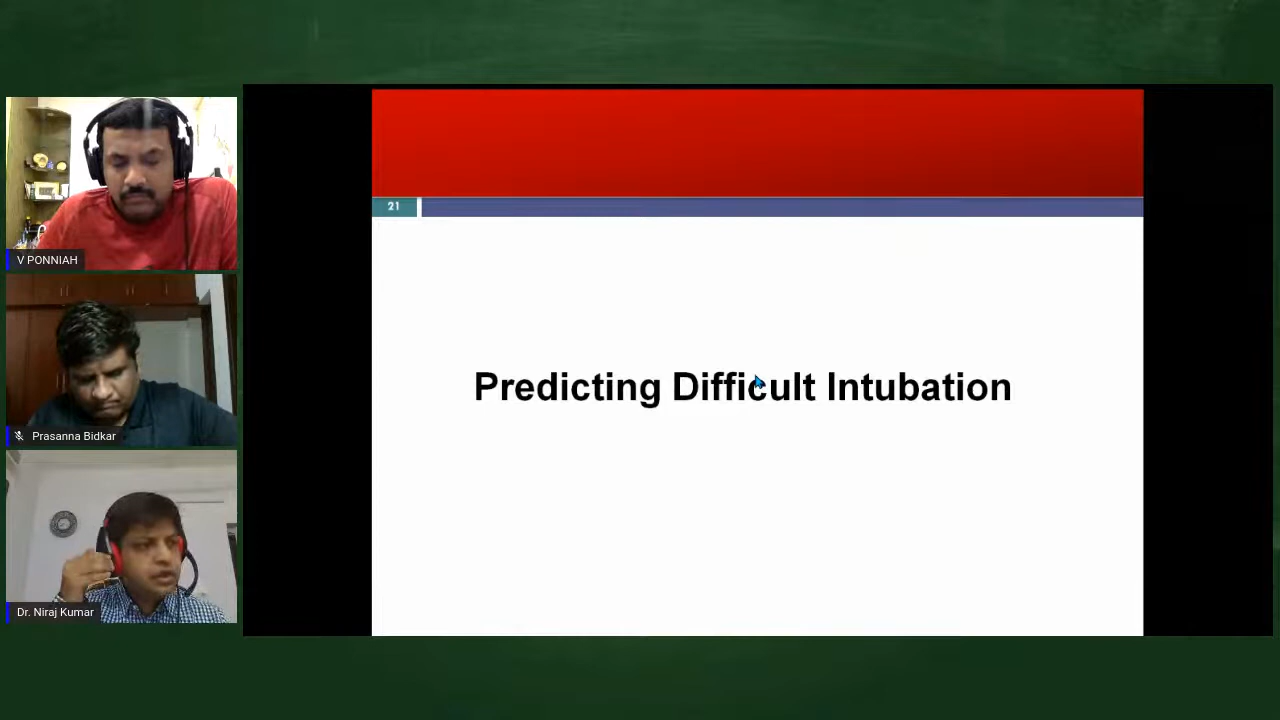 V PONNIAH
Prasanna Bidkar
Dr. Niraj Kumar
21
Predicting Difficult Intubation